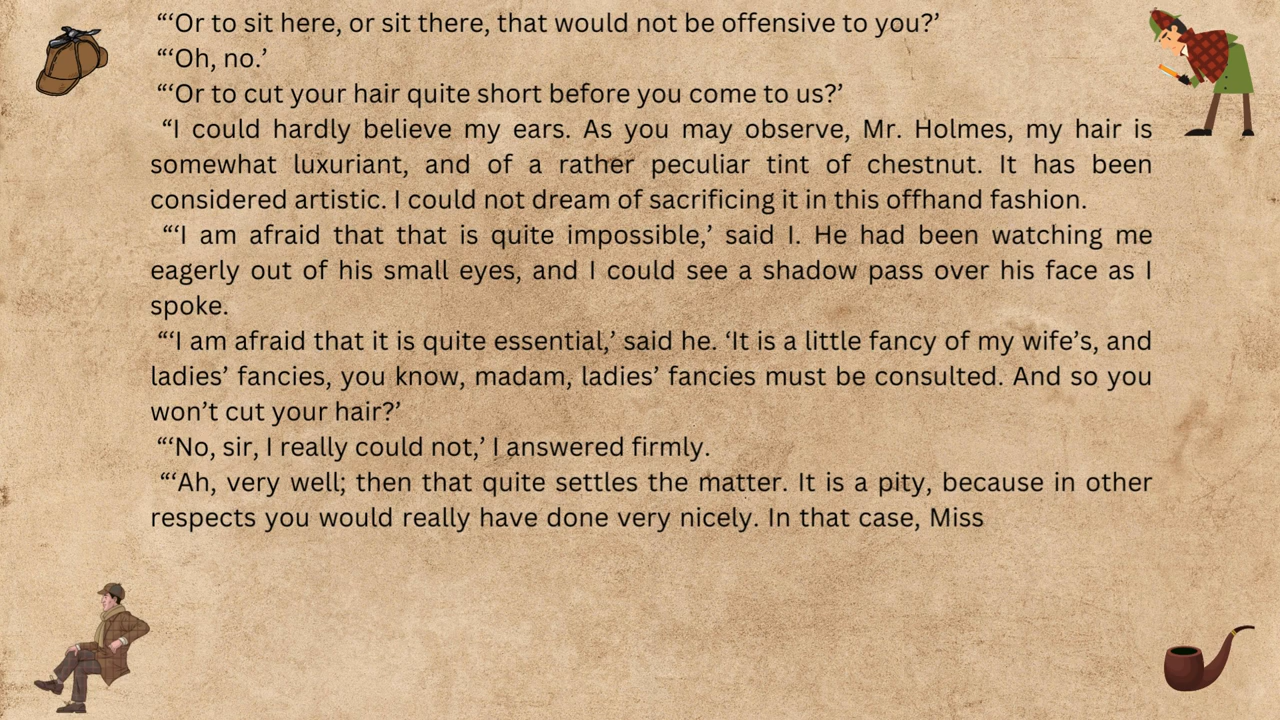 “‘Or to sit here, or sit there, that would not be offensive to you?’
“‘Oh, no.’
“‘Or to cut your hair quite short before you come to us?’
“I could hardly believe my ears. As you may observe, Mr. Holmes, my hair is
somewhat luxuriant, and of a rather peculiar tint of chestnut. It has been
considered artistic. I could not dream of sacrificing it in this offhand fashion.
“‘I am afraid that that is quite impossible,’ said I. He had been watching me
eagerly out of his small eyes, and I could see a shadow pass over his face as I
spoke.
“‘I am afraid that it is quite essential,’ said he. ‘It is a little fancy of my wife’s, and
ladies’ fancies, you know, madam, ladies’ fancies must be consulted. And so you
won’t cut your hair?’
“‘No, sir, I really could not,’ I answered firmly.
“‘Ah, very well; then that quite settles the matter. It is a pity, because in other
respects you would really have done very nicely. In that case, Miss